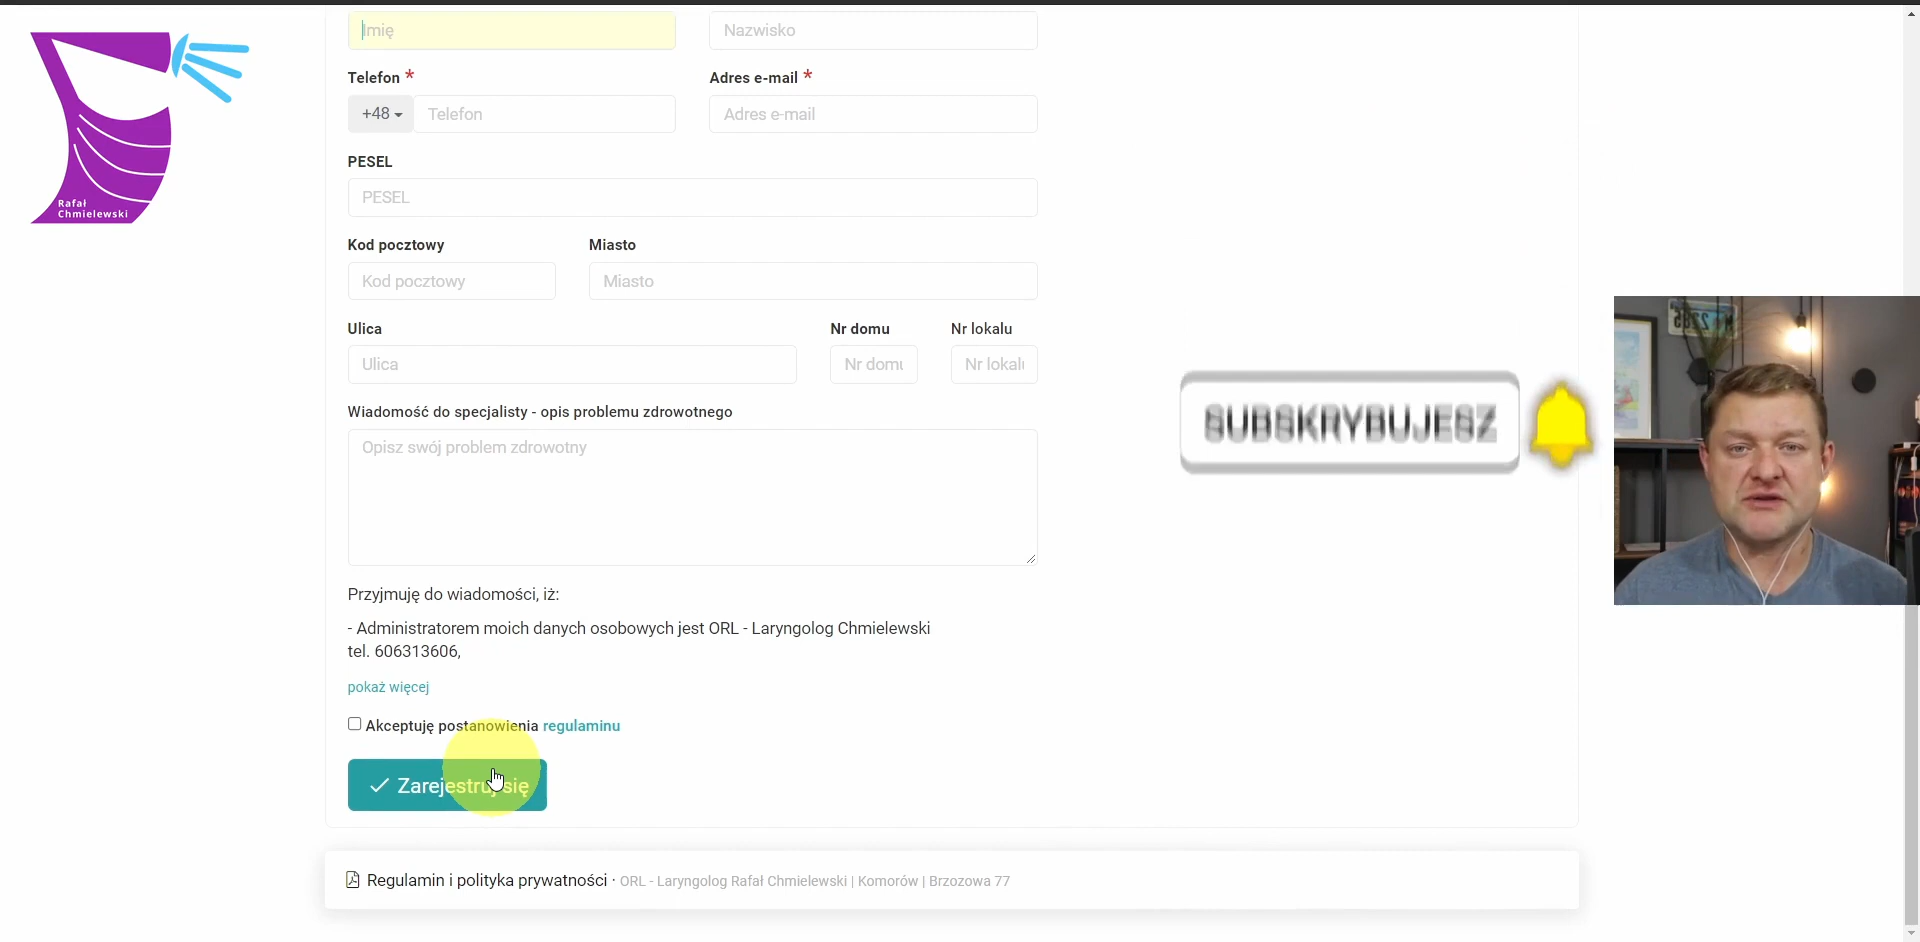 Imię
Nazwisko
Telefon *
Adres e-mail *
+48
Telefon
Adres e-mail
PESEL
PESEL
Kod pocztowy
Miasto
Kod pocztowy
Miasto
Ulica
Nr domu
Nr lokalu
Ulica
Nr domu
Nr lokalu
Wiadomość do specjalisty - opis problemu zdrowotnego
Opisz swój problem zdrowotny
Przyjmuję do wiadomości, iż:
- Administratorem moich danych osobowych jest ORL - Laryngolog Chmielewski
tel. 606313606,
pokaż więcej
Akceptuję postanowienia regulaminu
Zarejestruj się
Regulamin i polityka prywatności · ORL - Laryngolog Rafał Chmielewski | Komorów | Brzozowa 77
Rafał
Chmielewski
SUBSKRYBUJESZ